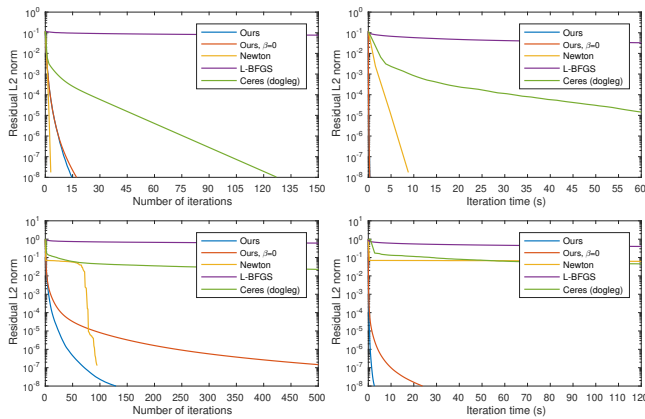 Residual L2 norm
10^1
10^0
10^-1
10^-2
10^-3
10^-4
10^-5
10^-6
10^-7
10^-8
0 15 30 45 60 75 90 105 120 135 150
Number of iterations
Ours
Ours, β=0
Newton
L-BFGS
Ceres (dogleg)
Residual L2 norm
10^1
10^0
10^-1
10^-2
10^-3
10^-4
10^-5
10^-6
10^-7
10^-8
0 5 10 15 20 25 30 35 40 45 50 55 60
Iteration time (s)
Ours
Ours, β=0
Newton
L-BFGS
Ceres (dogleg)
Residual L2 norm
10^1
10^0
10^-1
10^-2
10^-3
10^-4
10^-5
10^-6
10^-7
10^-8
0 50 100 150 200 250 300 350 400 450 500
Number of iterations
Ours
Ours, β=0
Newton
L-BFGS
Ceres (dogleg)
Residual L2 norm
10^1
10^0
10^-1
10^-2
10^-3
10^-4
10^-5
10^-6
10^-7
10^-8
0 10 20 30 40 50 60 70 80 90 100 110 120
Iteration time (s)
Ours
Ours, β=0
Newton
L-BFGS
Ceres (dogleg)